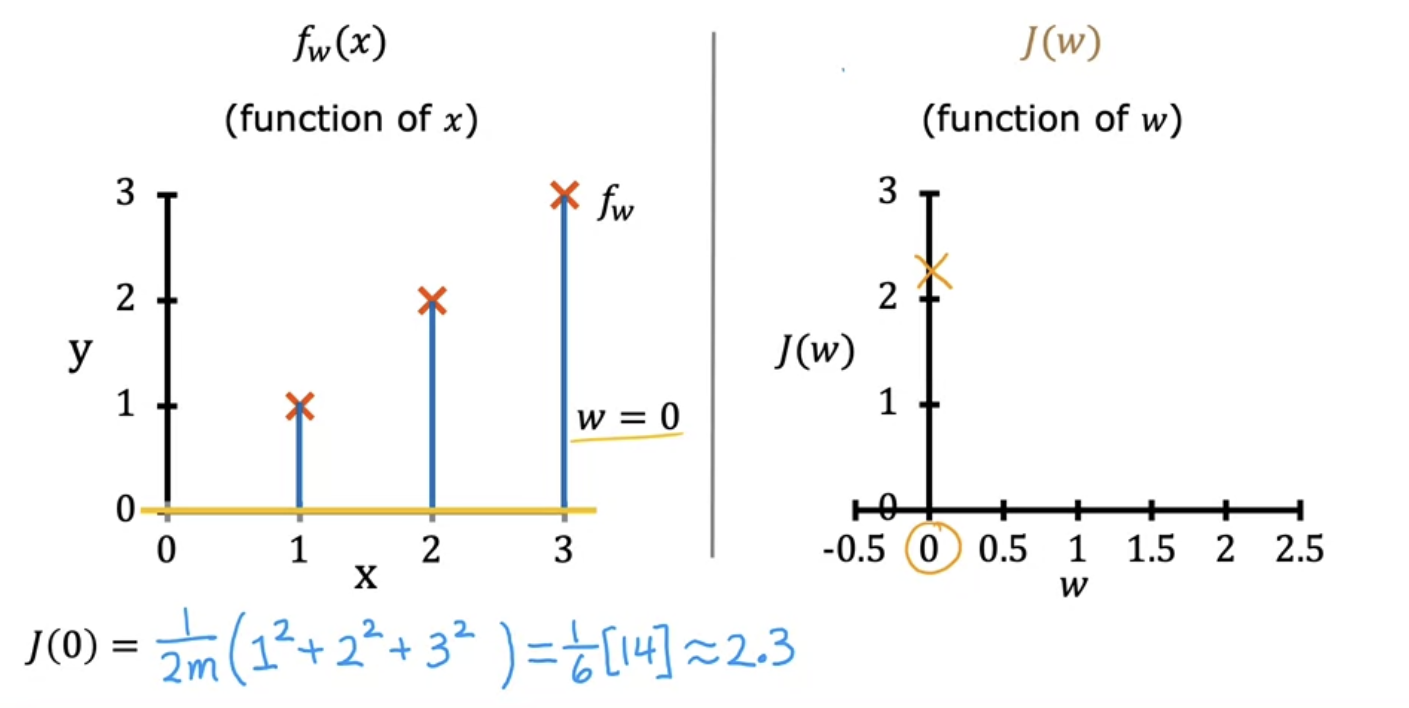 f_w(x)
(function of x)
3
f_w
2
y
1
w = 0
0
0 1 2 3
x
J(w)
(function of w)
3
2
J(w)
1
0
-0.5 0 0.5 1 1.5 2 2.5
w
J(0) = 1/2m (1² + 2² + 3²) = 1/6 [14] ≈ 2.3